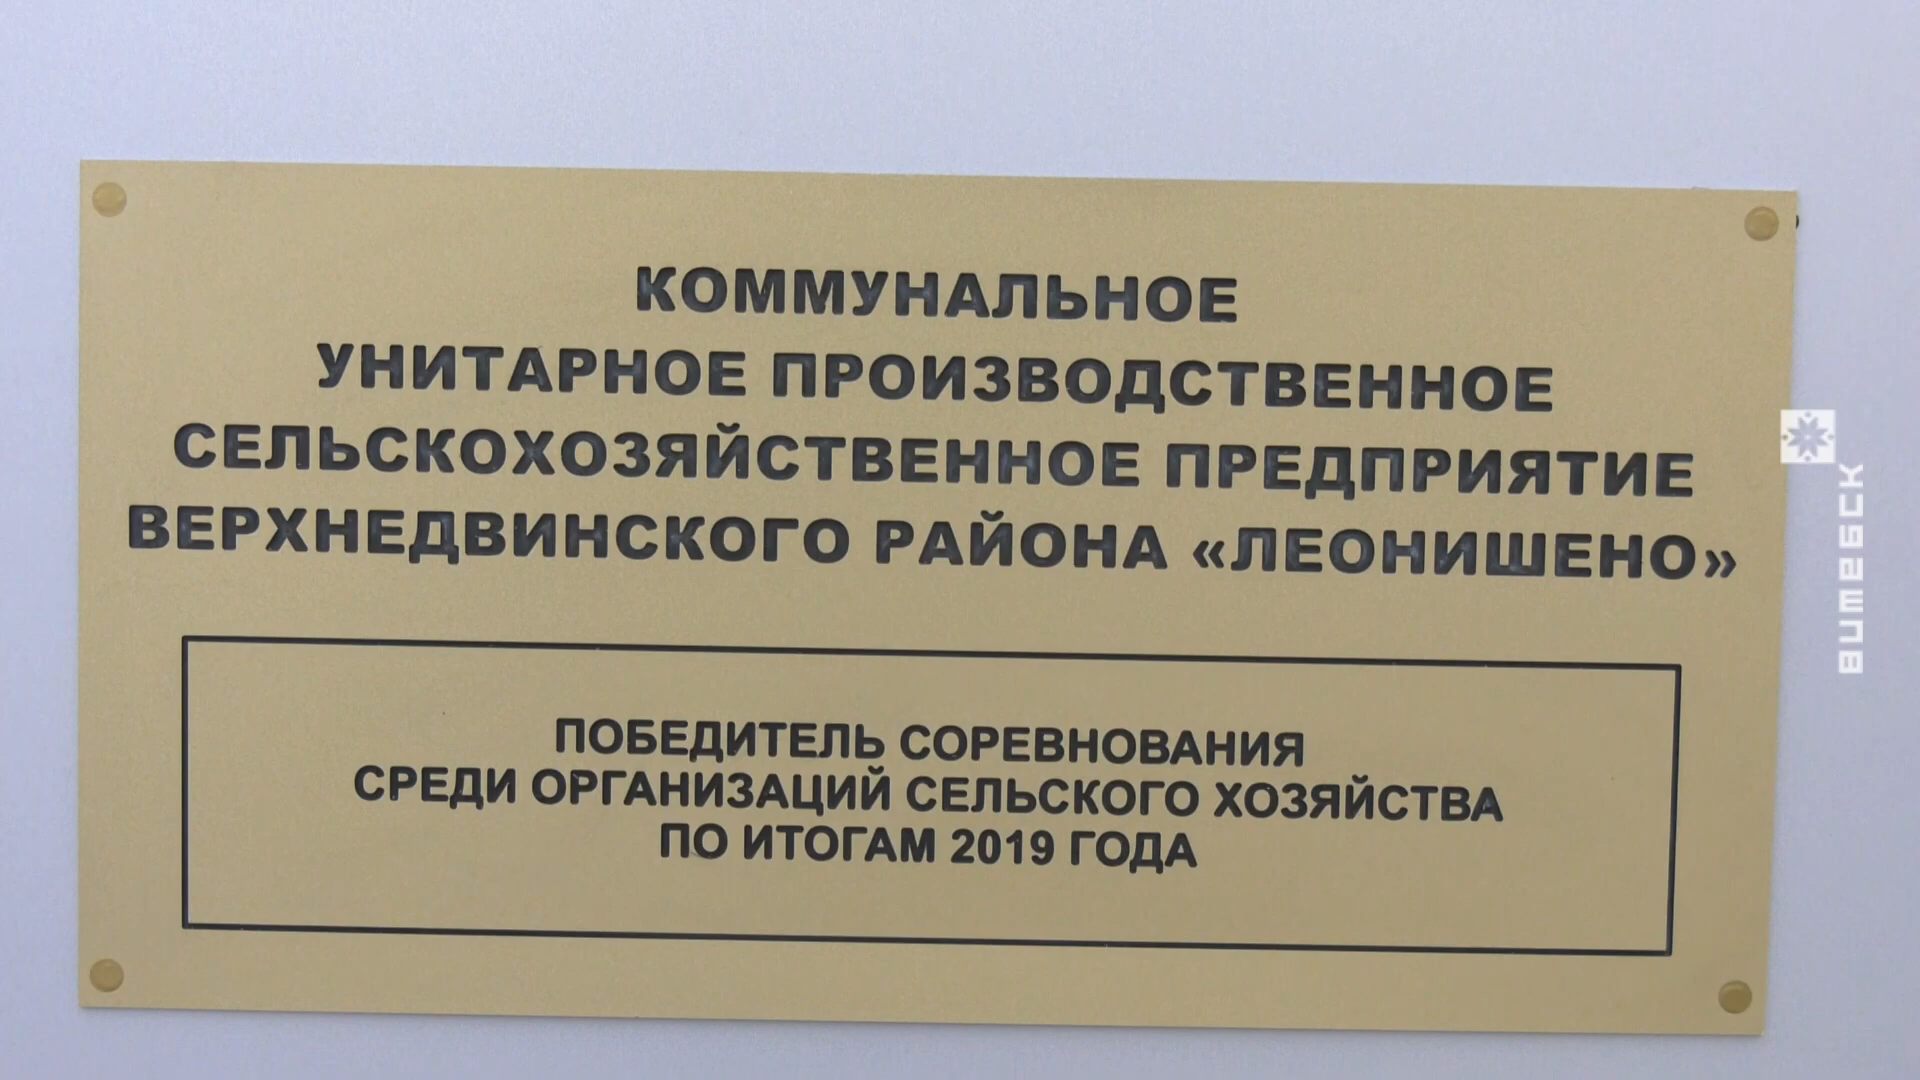 КОММУНАЛЬНОЕ
УНИТАРНОЕ ПРОИЗВОДСТВЕННОЕ
СЕЛЬСКОХОЗЯЙСТВЕННОЕ ПРЕДПРИЯТИЕ
ВЕРХНЕДВИНСКОГО РАЙОНА «ЛЕОНИШЕНО»
ПОБЕДИТЕЛЬ СОРЕВНОВАНИЯ
СРЕДИ ОРГАНИЗАЦИЙ СЕЛЬСКОГО ХОЗЯЙСТВА
ПО ИТОГАМ 2019 ГОДА
витебск